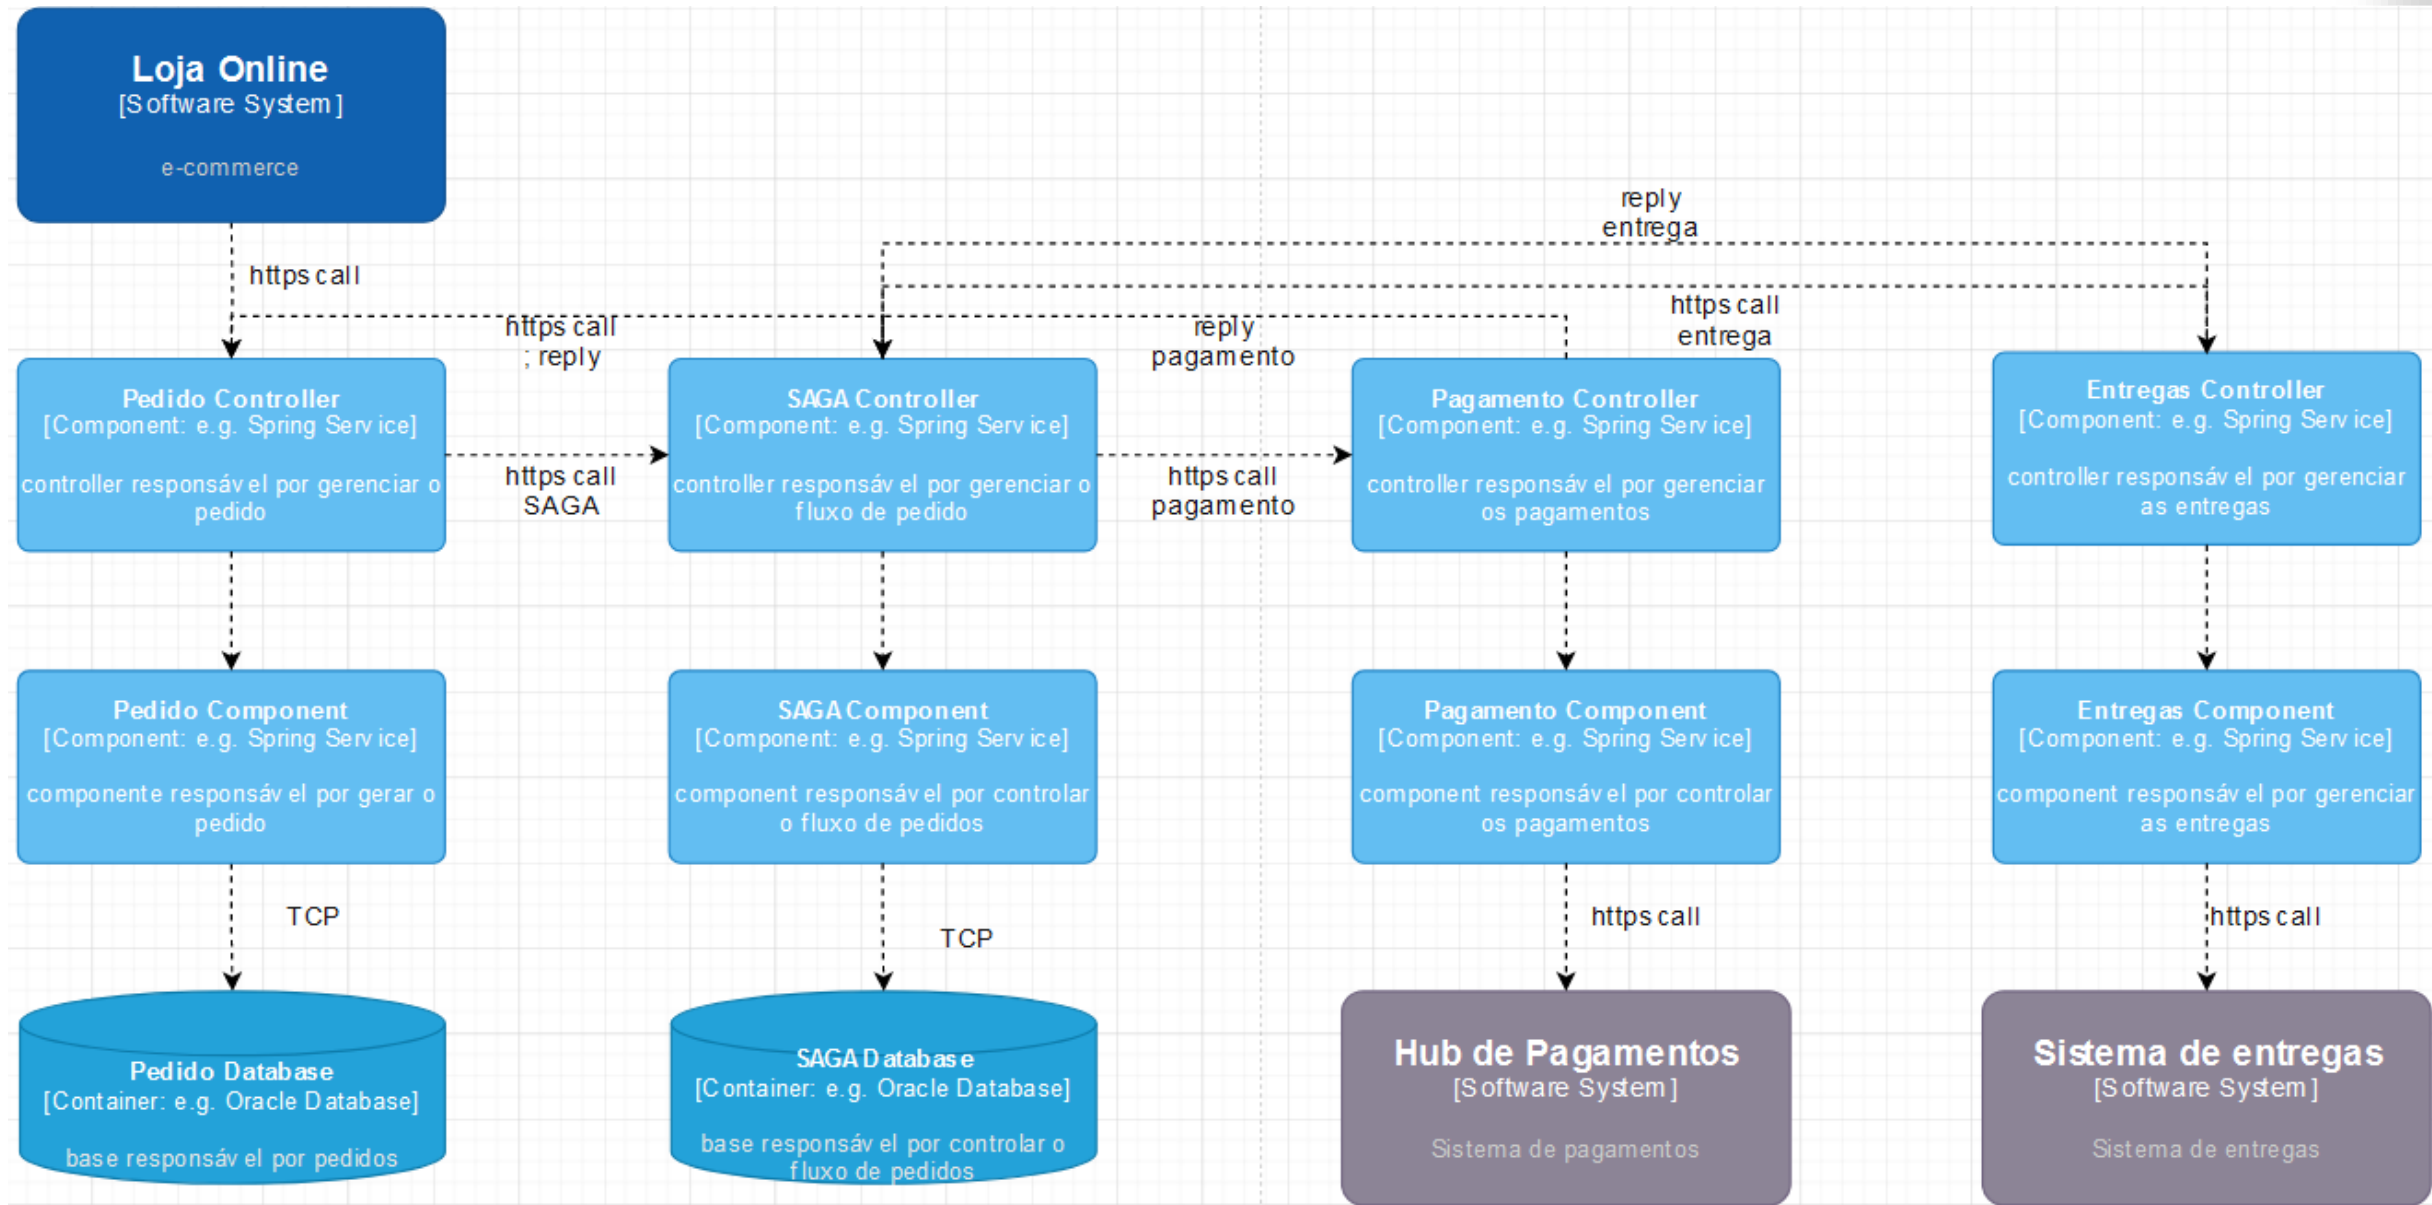 Loja Online
[Software System]
e-commerce
https call
reply
entrega
https call
; reply
reply
pagamento
https call
entrega
Pedido Controller
[Component: e.g. Spring Service]
controller responsável por gerenciar o
pedido
https call
SAGA
SAGA Controller
[Component: e.g. Spring Service]
controller responsável por gerenciar o
fluxo de pedido
https call
pagamento
Pagamento Controller
[Component: e.g. Spring Service]
controller responsável por gerenciar
os pagamentos
Entregas Controller
[Component: e.g. Spring Service]
controller responsável por gerenciar
as entregas
Pedido Component
[Component: e.g. Spring Service]
componente responsável por gerar o
pedido
SAGA Component
[Component: e.g. Spring Service]
component responsável por controlar
o fluxo de pedidos
Pagamento Component
[Component: e.g. Spring Service]
component responsável por controlar
os pagamentos
Entregas Component
[Component: e.g. Spring Service]
component responsável por gerenciar
as entregas
TCP
TCP
https call
https call
Pedido Database
[Container: e.g. Oracle Database]
base responsável por pedidos
SAGA Database
[Container: e.g. Oracle Database]
base responsável por controlar o
fluxo de pedidos
Hub de Pagamentos
[Software System]
Sistema de pagamentos
Sistema de entregas
[Software System]
Sistema de entregas